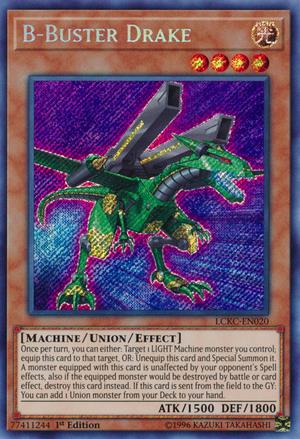 B-Buster Drake
LCKC-EN020
[Machine/Union/Effect]
Once per turn, you can either: Target 1 LIGHT Machine monster you control;
equip this card to that target, OR: Unequip this card and Special Summon it.
A monster equipped with this card is unaffected by your opponent's Spell
effects, also if the equipped monster would be destroyed by battle or card
effect, destroy this card instead. If this card is sent from the field to the GY:
You can add 1 Union monster from your Deck to your hand.
ATK/1500 DEF/1800
77411244 1st Edition ©1996 KAZUKI TAKAHASHI